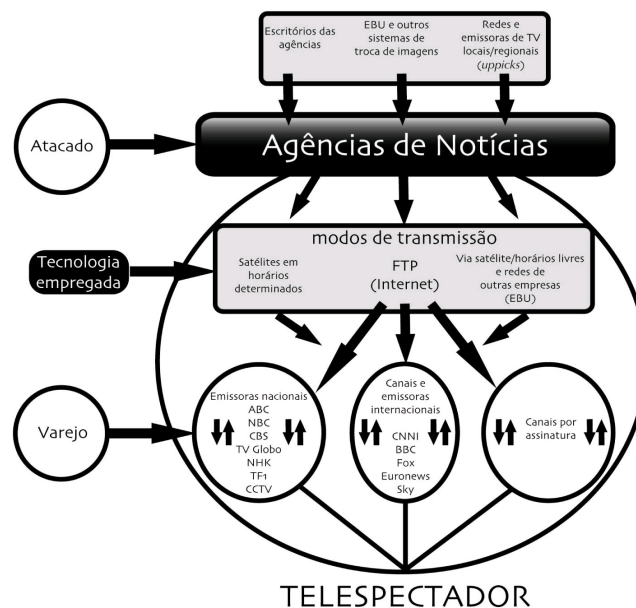 Escritórios das
agências
EBU e outros
sistemas de
troca de imagens
Redes e
emissoras de TV
locais/regionais
(uppicks)
Atacado
Agências de Notícias
Tecnologia
empregada
modos de transmissão
Satélites em
horários
determinados
FTP
(Internet)
Via satélite/horários livres
e redes de
outras empresas
(EBU)
Varejo
Emissoras nacionais
ABC
NBC
CBS
TV Globo
NHK
TF1
CCTV
Canais e
emissoras
internacionais
CNNI
BBC
Fox
Euronews
Sky
Canais por
assinatura
TELESPECTADOR